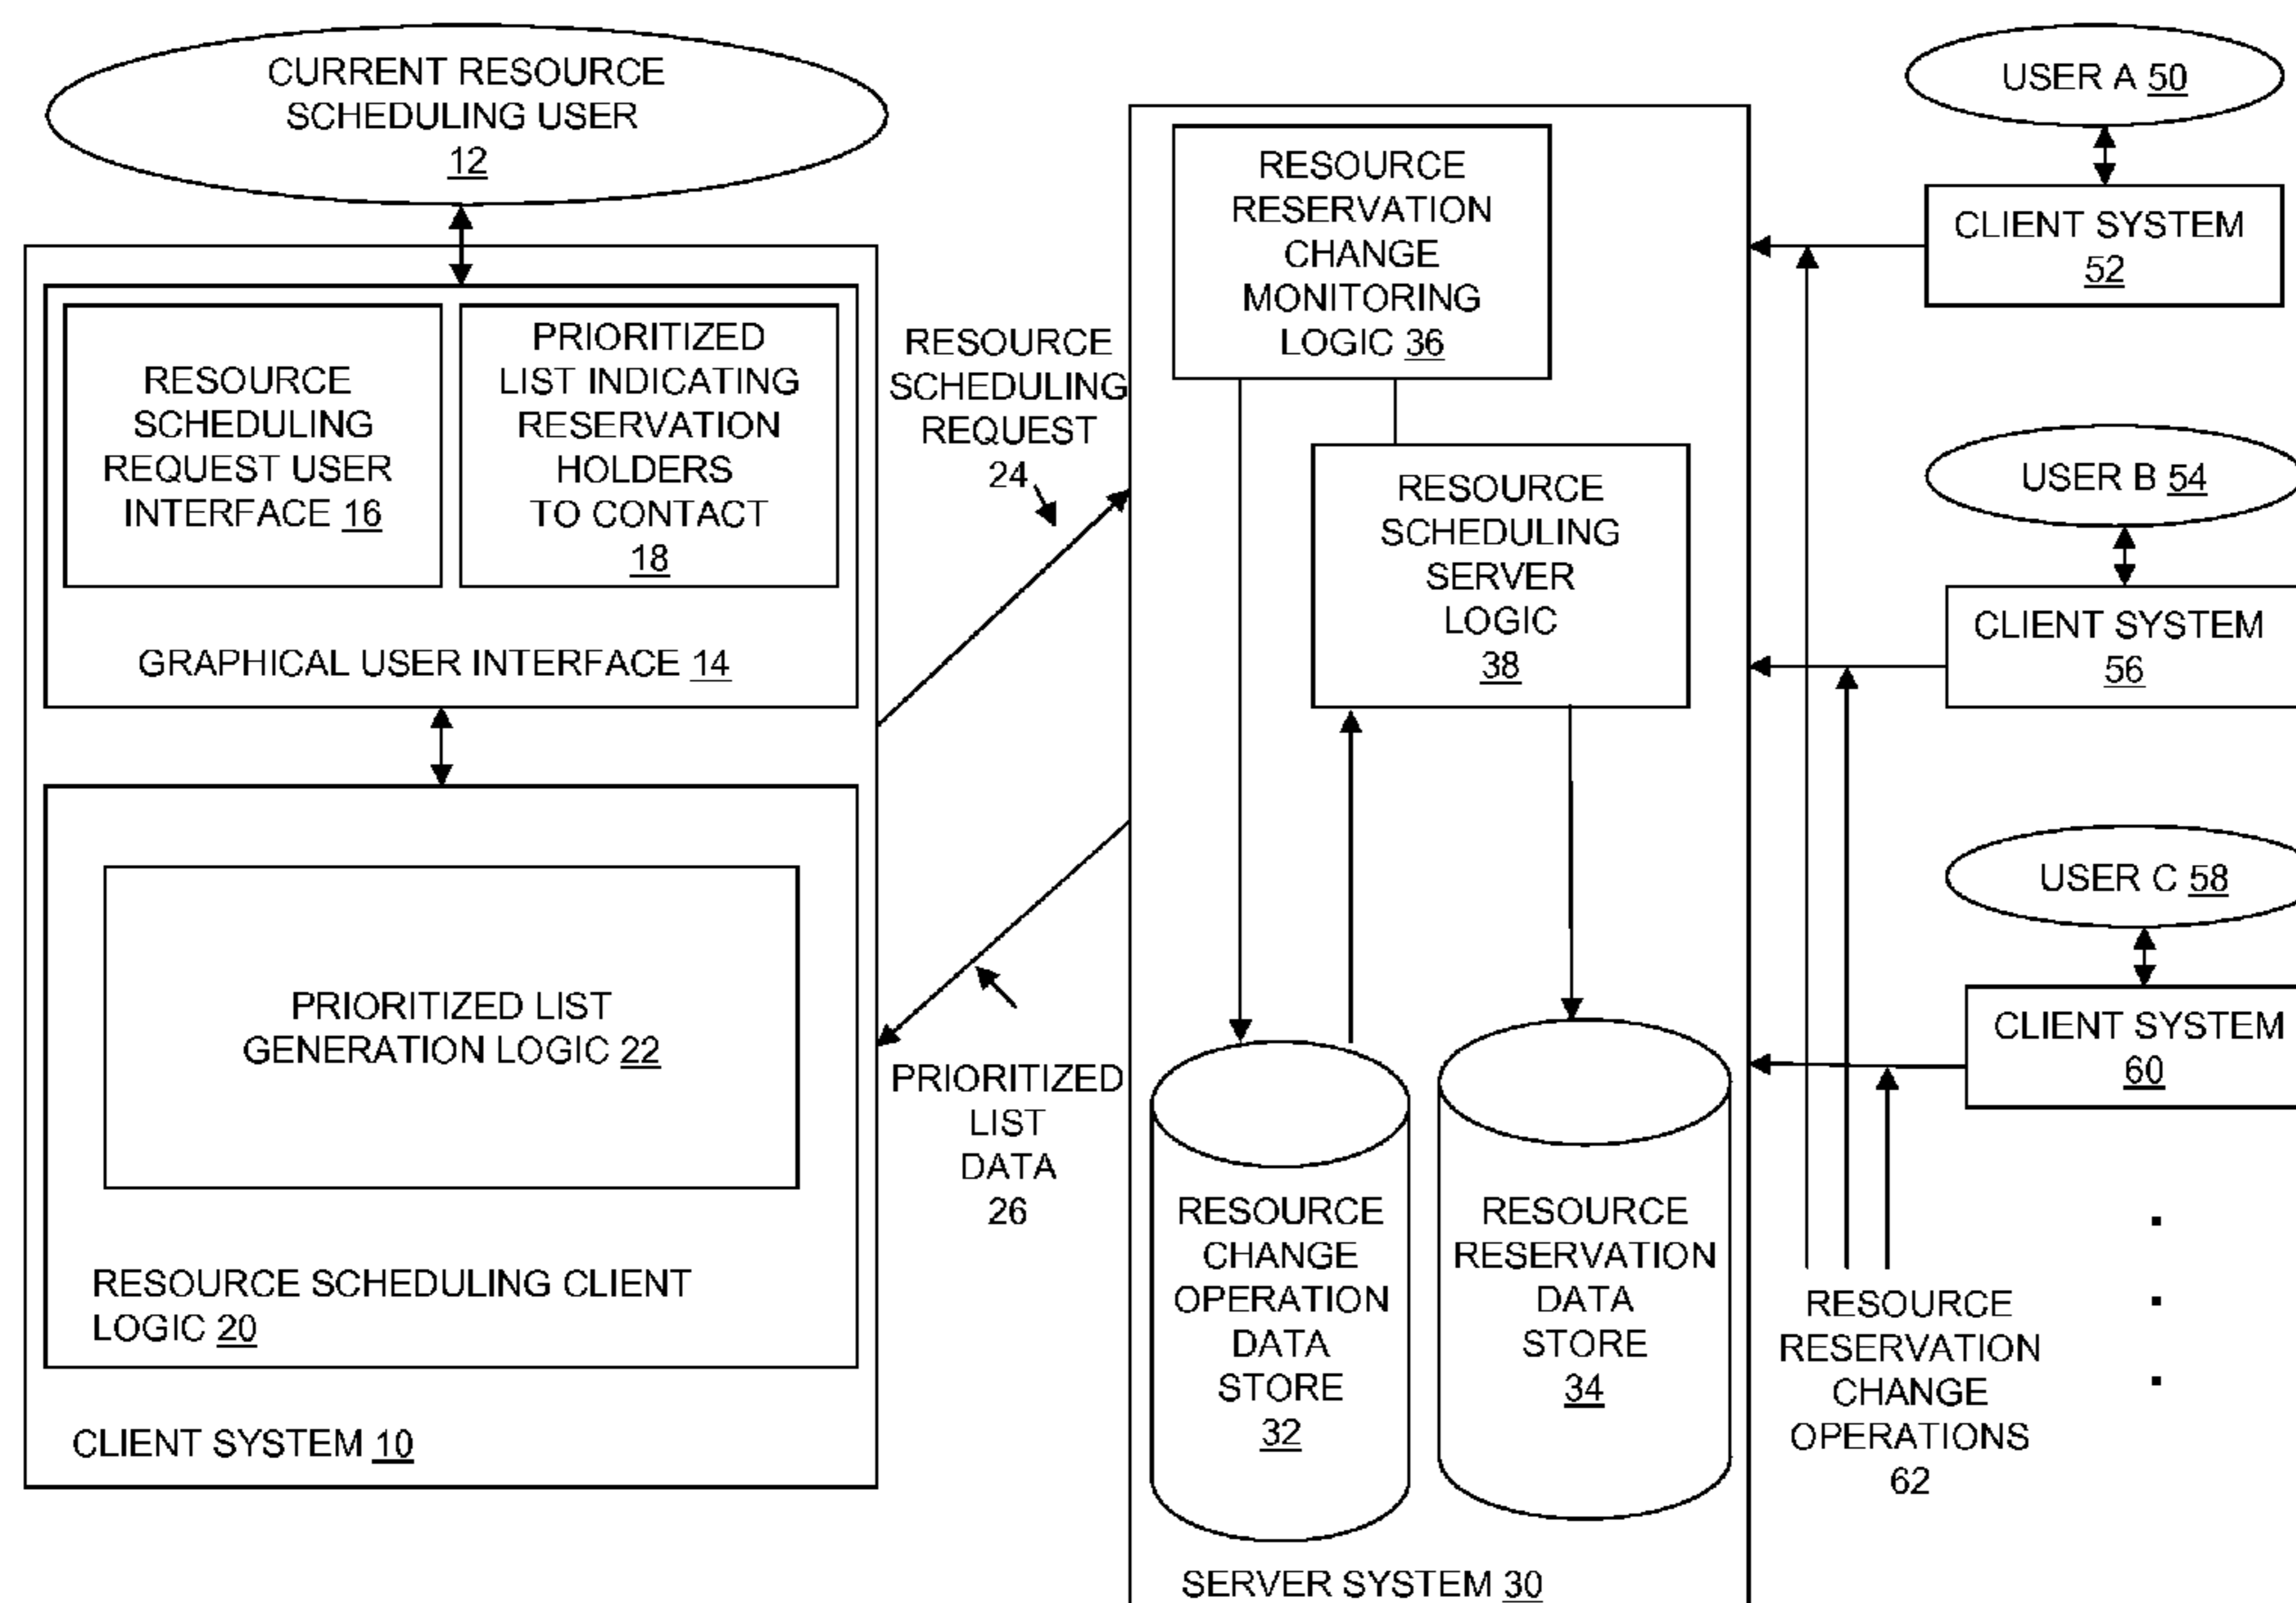 CURRENT RESOURCE
SCHEDULING USER
12
RESOURCE
SCHEDULING
REQUEST USER
INTERFACE 16
PRIORITIZED
LIST INDICATING
RESERVATION
HOLDERS
TO CONTACT
18
GRAPHICAL USER INTERFACE 14
PRIORITIZED LIST
GENERATION LOGIC 22
RESOURCE SCHEDULING CLIENT
LOGIC 20
CLIENT SYSTEM 10
RESOURCE
SCHEDULING
REQUEST
24
PRIORITIZED
LIST
DATA
26
RESOURCE
RESERVATION
CHANGE
MONITORING
LOGIC 36
RESOURCE
SCHEDULING
SERVER
LOGIC
38
RESOURCE
CHANGE
OPERATION
DATA
STORE
32
RESOURCE
RESERVATION
DATA
STORE
34
SERVER SYSTEM 30
USER A 50
CLIENT SYSTEM
52
USER B 54
CLIENT SYSTEM
56
USER C 58
CLIENT SYSTEM
60
RESOURCE
RESERVATION
CHANGE
OPERATIONS
62